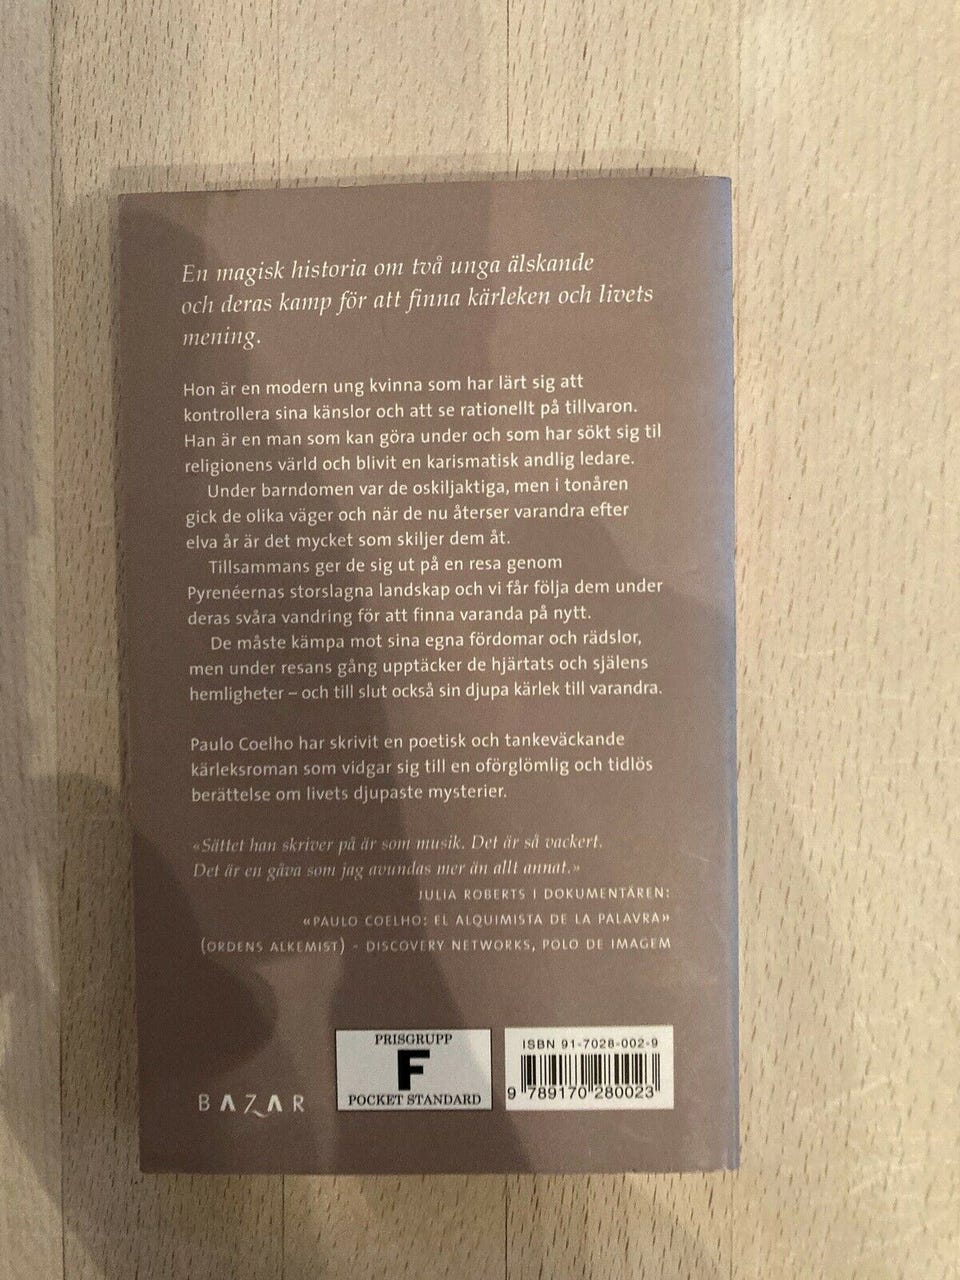 En magisk historia om två unga älskande
och deras kamp för att finna kärleken och livets
mening.
Hon är en modern ung kvinna som har lärt sig att
kontrollera sina känslor och att se rationellt på tillvaron.
Han är en man som kan göra under och som har sökt sig till
religionens värld och blivit en karismatisk andlig ledare.
Under barndomen var de oskiljaktiga, men i tonåren
gick de olika väger och när de nu återser varandra efter
elva år är det mycket som skiljer dem åt.
Tillsammans ger de sig ut på en resa genom
Pyrenéernas storslagna landskap och vi får följa dem under
deras svåra vandring för att finna varanda på nytt.
De måste kämpa mot sina egna fördomar och rädslor,
men under resans gång upptäcker de hjärtats och själens
hemligheter – och till slut också sin djupa kärlek till varandra.
Paulo Coelho har skrivit en poetisk och tankeväckande
kärleksroman som vidgar sig till en oförglömlig och tidlös
berättelse om livets djupaste mysterier.
«Sättet han skriver på är som musik. Det är så vackert.
Det är en gåva som jag avundas mer än allt annat.»
JULIA ROBERTS I DOKUMENTÄREN:
«PAULO COELHO: EL ALQUIMISTA DE LA PALAVRA»
(ORDENS ALKEMIST) – DISCOVERY NETWORKS, POLO DE IMAGEM
BAZAR
PRISGRUPP
F
POCKET STANDARD
ISBN 91-7028-002-9
9 789170 280023